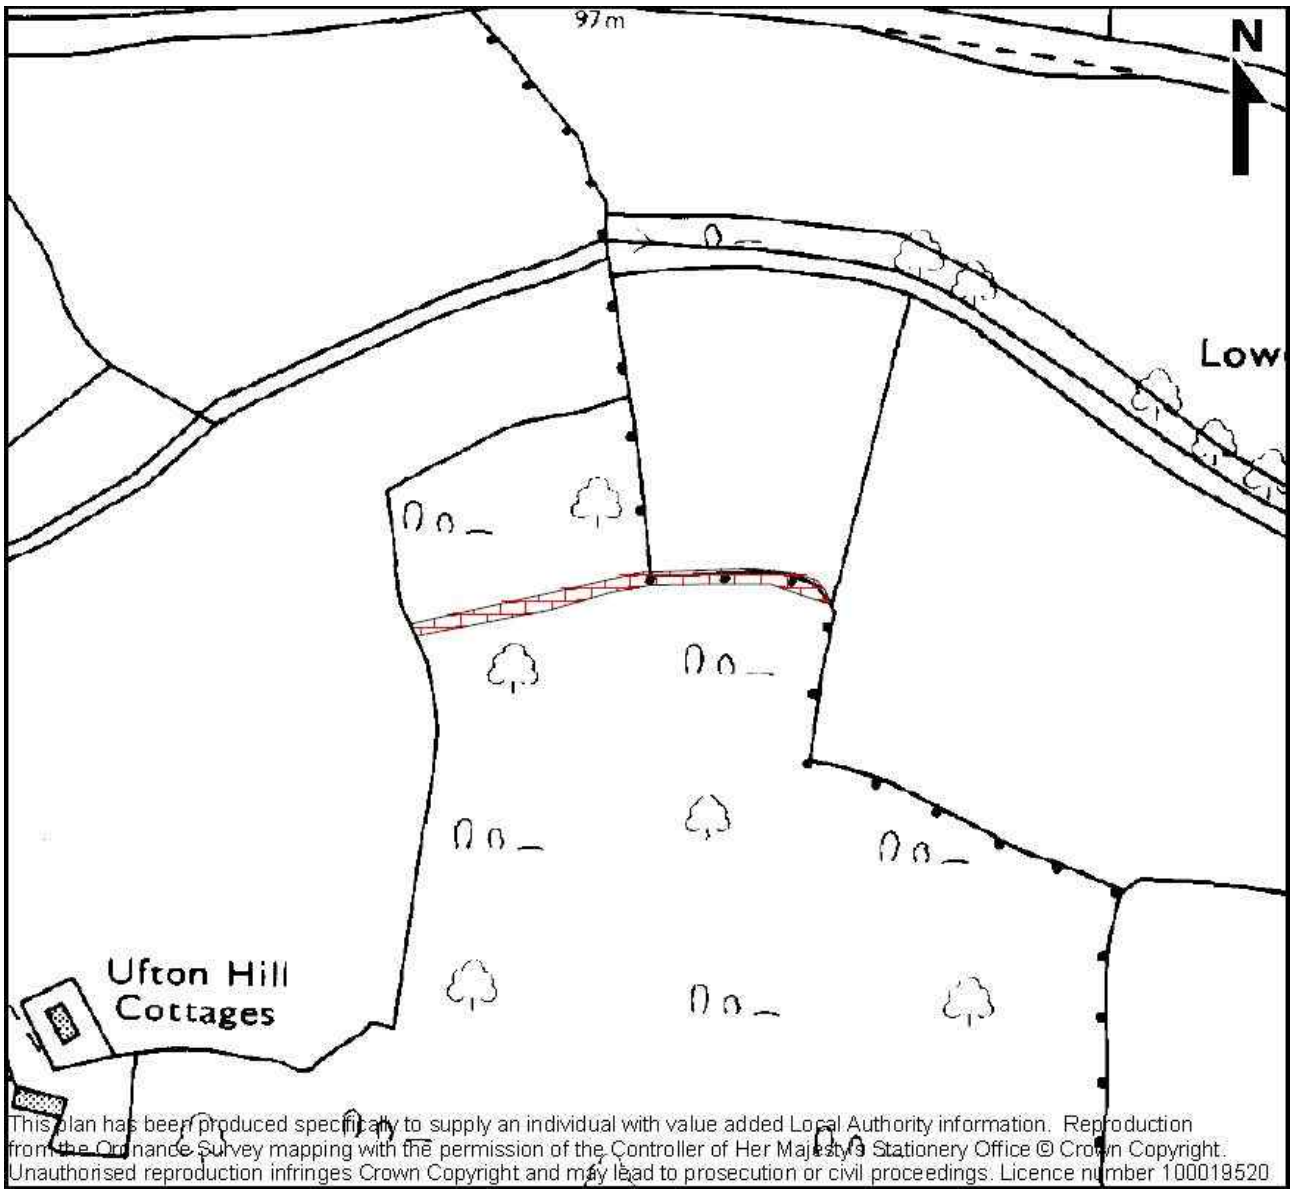 97m
N
Low
Ufton Hill
Cottages
This plan has been produced specifically to supply an individual with value added Local Authority information. Reproduction
from the Ordnance Survey mapping with the permission of the Controller of Her Majesty's Stationery Office © Crown Copyright.
Unauthorised reproduction infringes Crown Copyright and may lead to prosecution or civil proceedings. Licence number 100019520